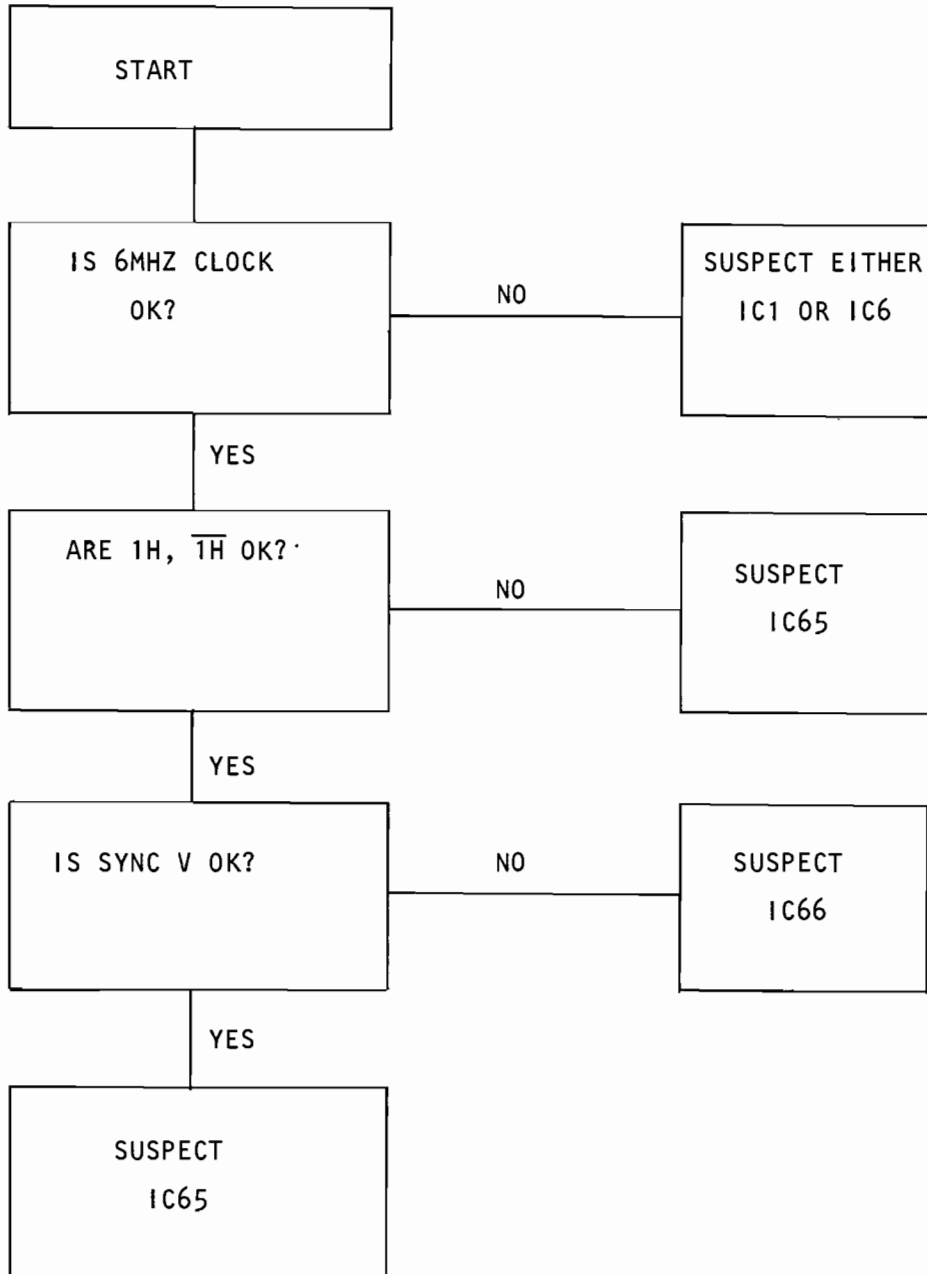 START
IS 6MHZ CLOCK
OK?
NO
SUSPECT EITHER
IC1 OR IC6
YES
ARE 1H, 1̅H̅ OK?
NO
SUSPECT
IC65
YES
IS SYNC V OK?
NO
SUSPECT
IC66
YES
SUSPECT
IC65